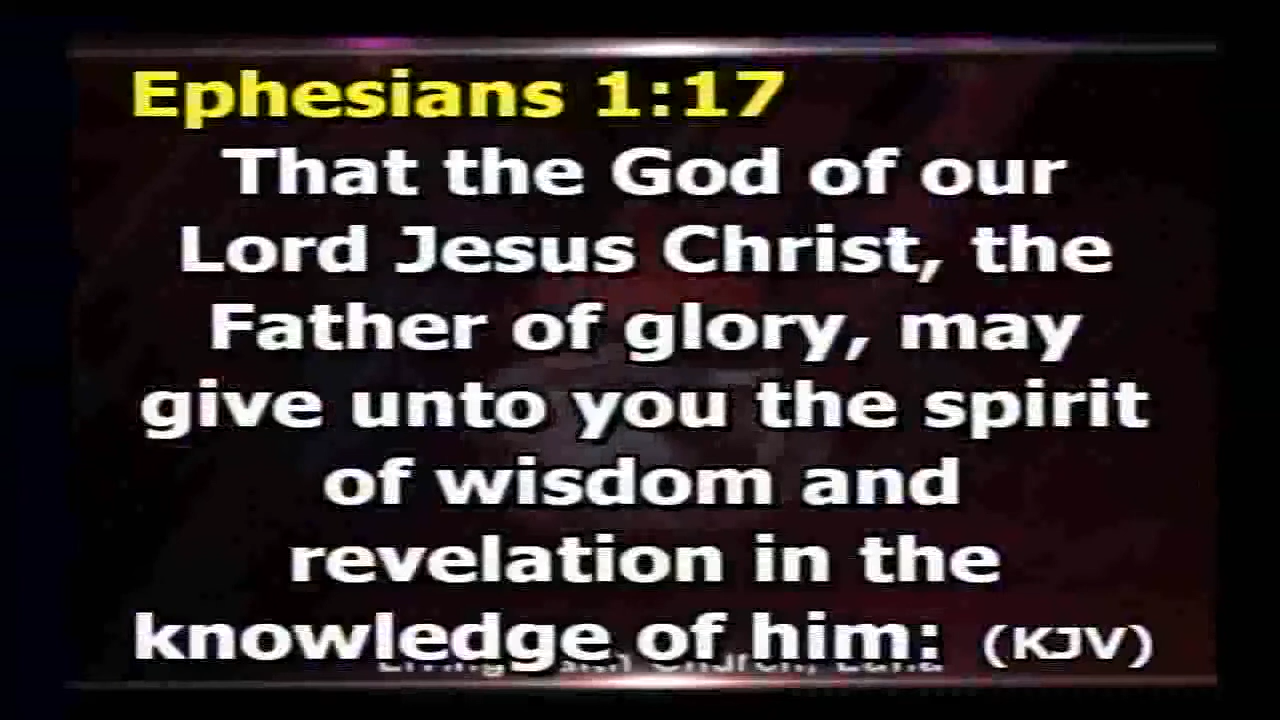 Ephesians 1:17
That the God of our
Lord Jesus Christ, the
Father of glory, may
give unto you the spirit
of wisdom and
revelation in the
knowledge of him: (KJV)